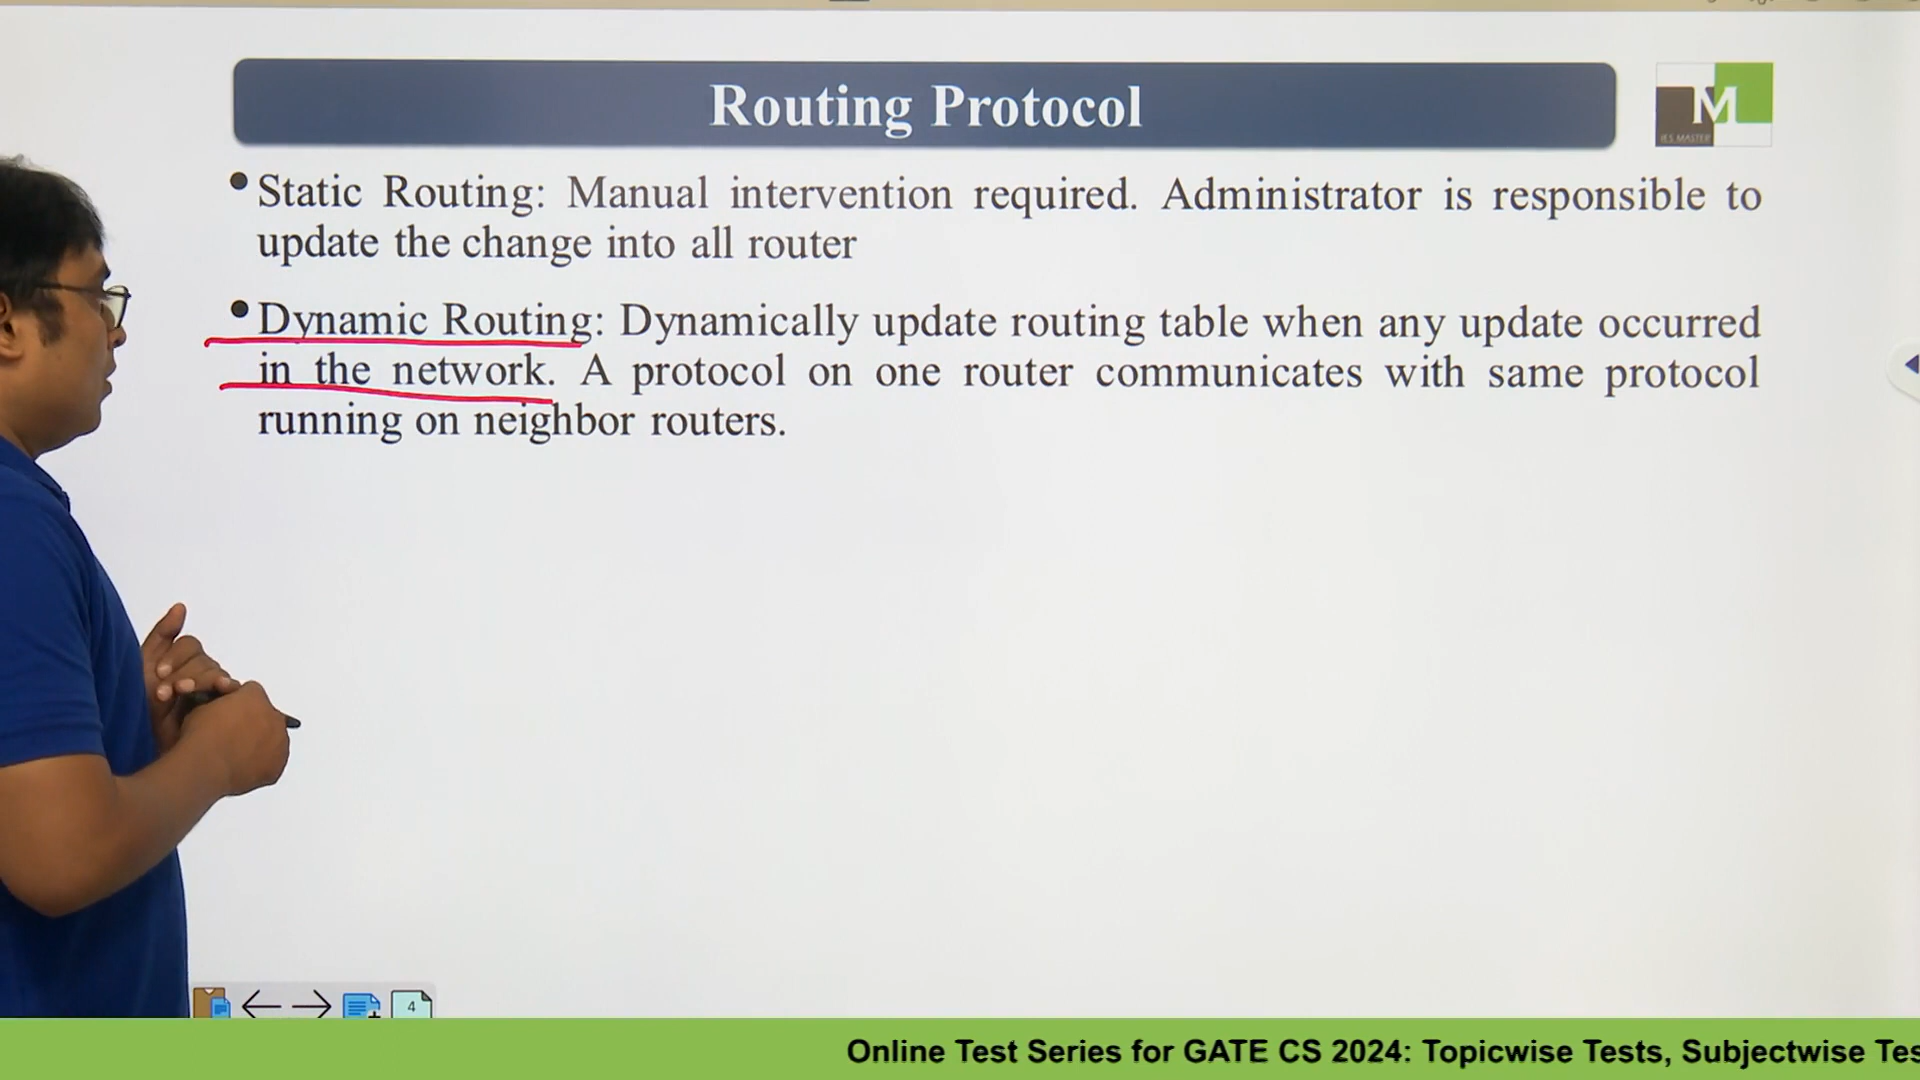 Routing Protocol
M
IES MASTER
• Static Routing: Manual intervention required. Administrator is responsible to
update the change into all router
• Dynamic Routing: Dynamically update routing table when any update occurred
in the network. A protocol on one router communicates with same protocol
running on neighbor routers.
4
Online Test Series for GATE CS 2024: Topicwise Tests, Subjectwise Tes